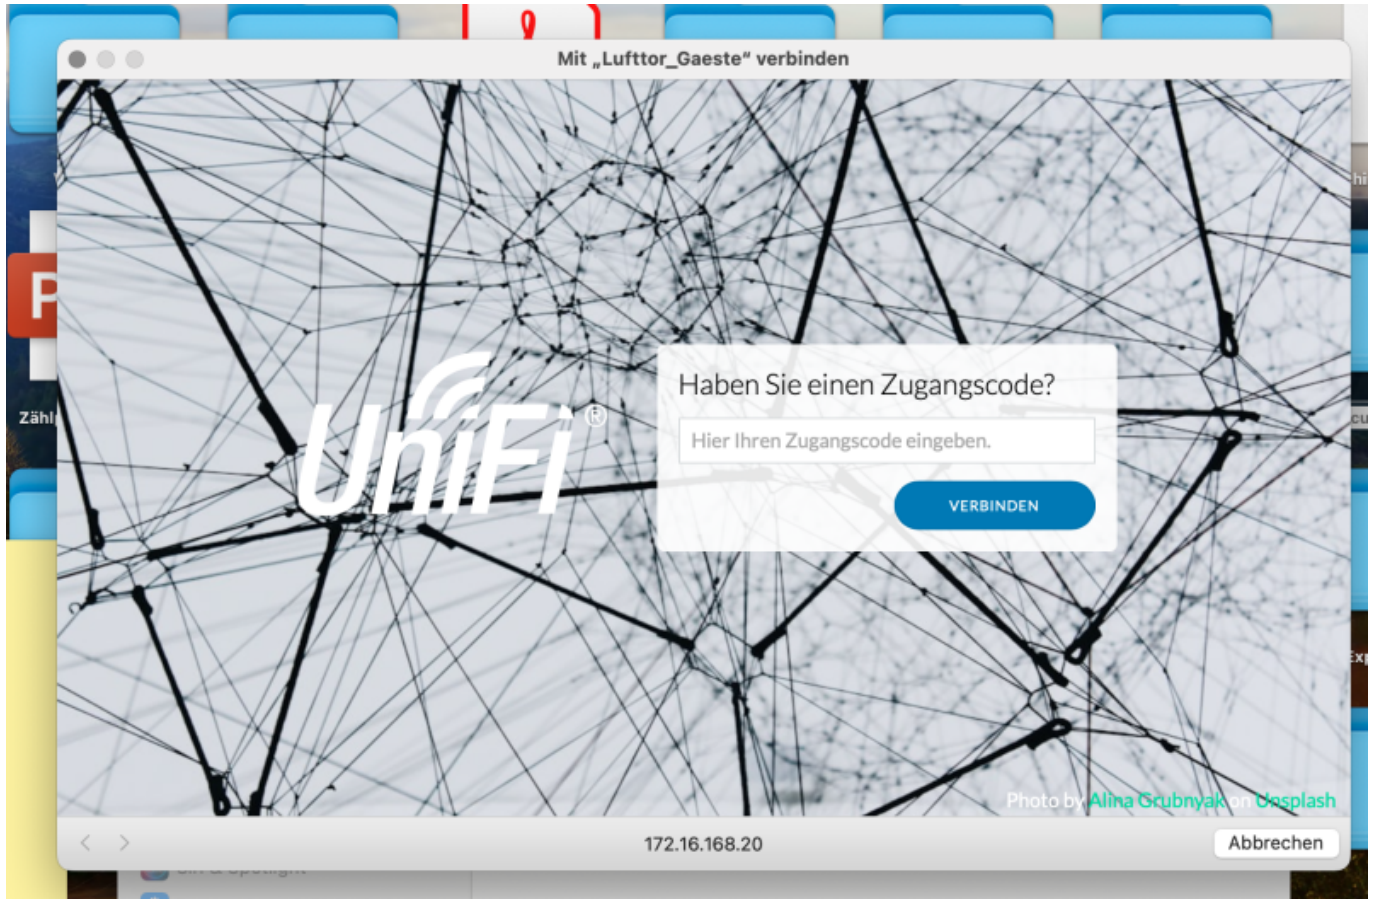 Mit „Lufttor_Gaeste“ verbinden
P
Zähl
UniFi®
Haben Sie einen Zugangscode?
Hier Ihren Zugangscode eingeben.
VERBINDEN
Photo by Alina Grubnyak on Unsplash
172.16.168.20
Abbrechen